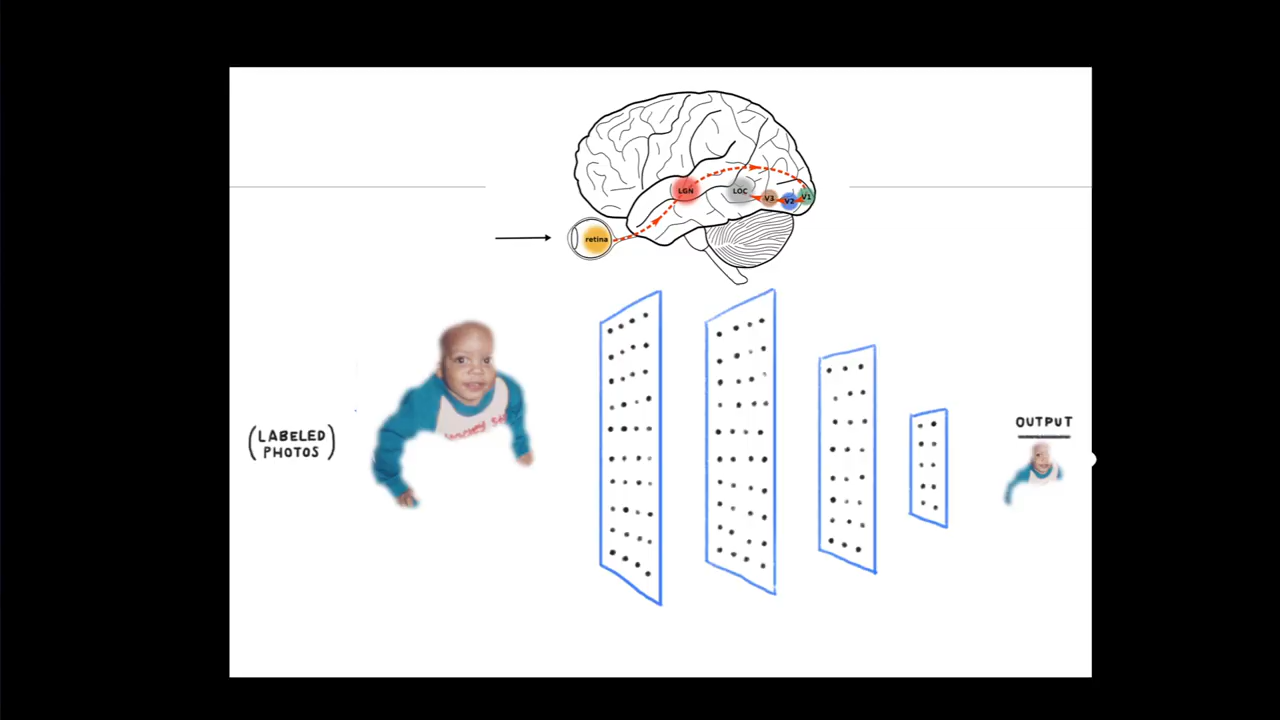 LGN
LOC
V3
V2
V1
retina
(LABELED
PHOTOS)
OUTPUT